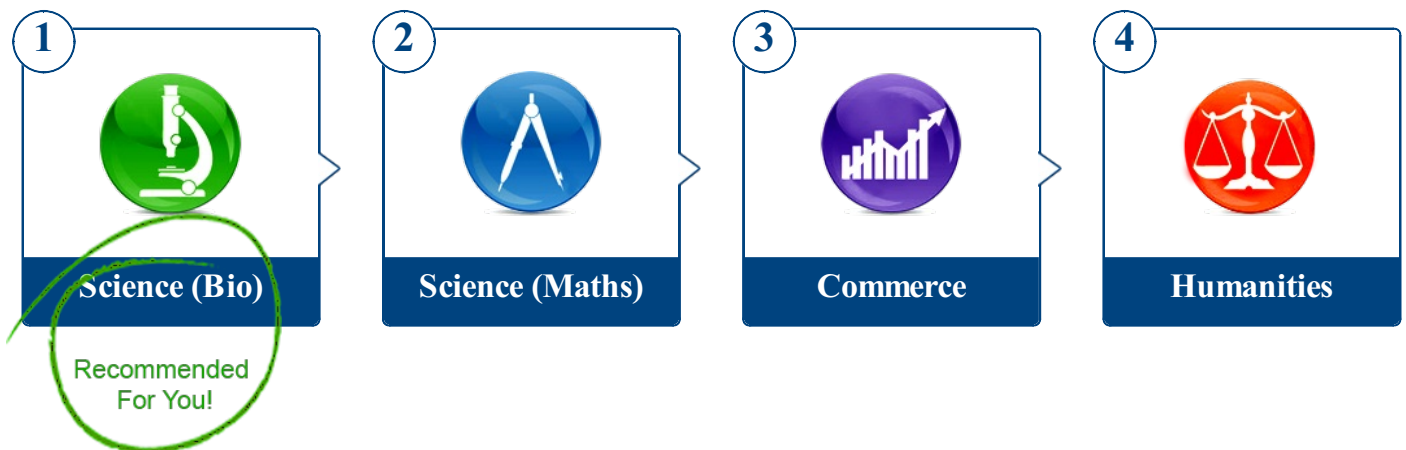 1
2
3
4
Science (Bio)
Science (Maths)
Commerce
Humanities
Recommended
For You!